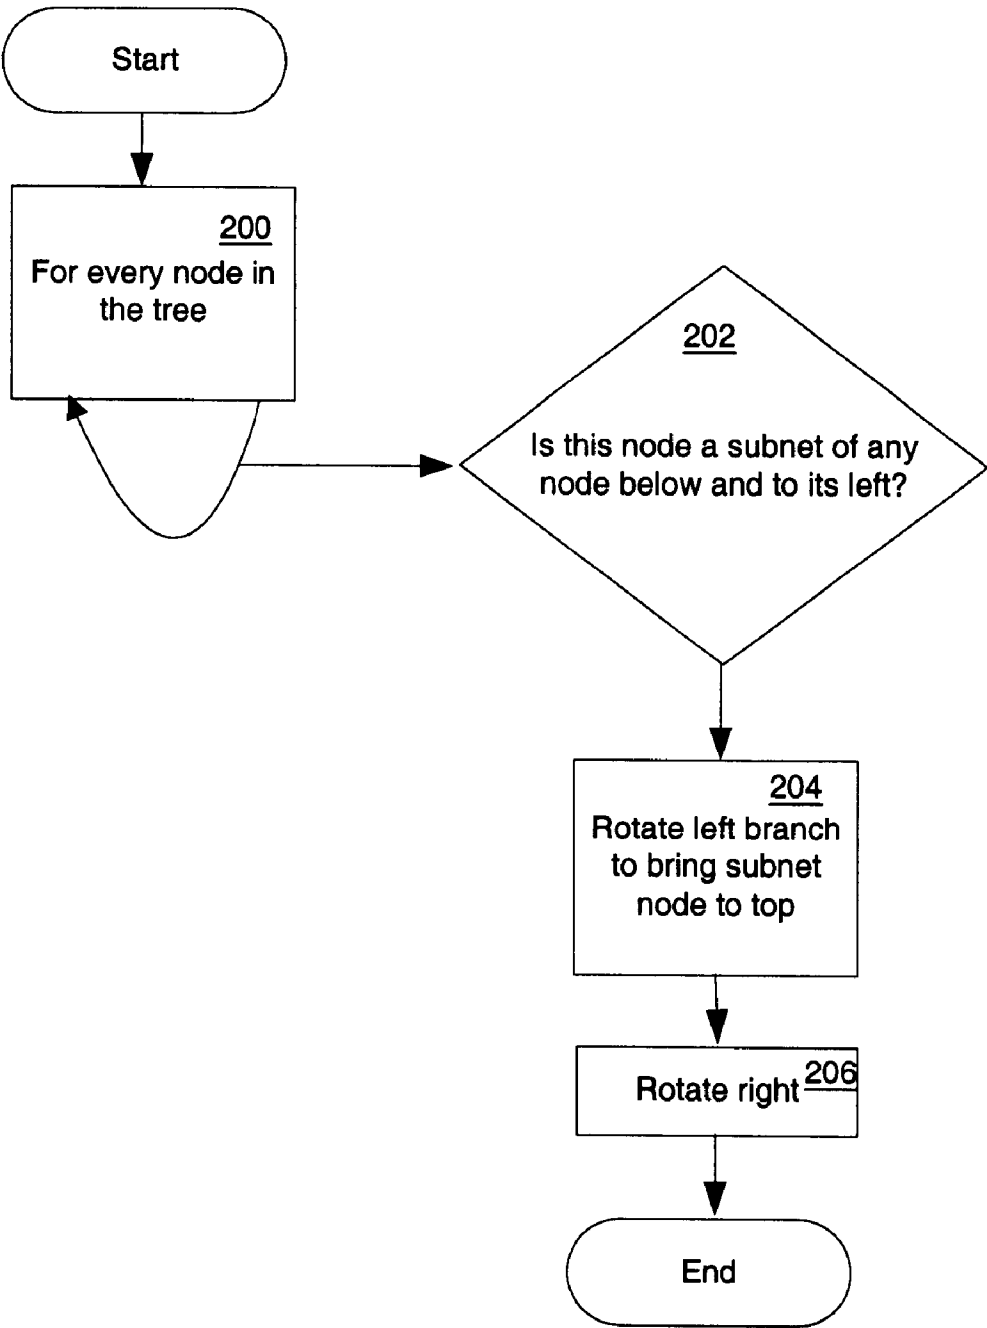 Start
200
For every node in
the tree
202
Is this node a subnet of any
node below and to its left?
204
Rotate left branch
to bring subnet
node to top
206
Rotate right
End